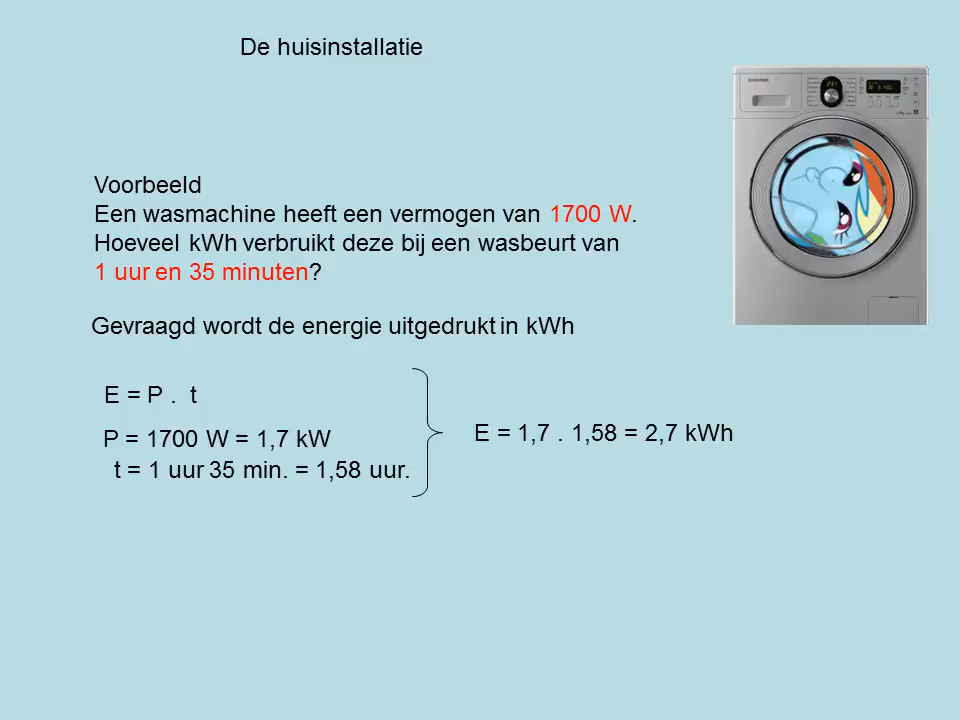 De huisinstallatie
SAMSUNG
Voorbeeld
Een wasmachine heeft een vermogen van 1700 W.
Hoeveel kWh verbruikt deze bij een wasbeurt van
1 uur en 35 minuten?
Gevraagd wordt de energie uitgedrukt in kWh
E = P . t
P = 1700 W = 1,7 kW
t = 1 uur 35 min. = 1,58 uur.
E = 1,7 . 1,58 = 2,7 kWh